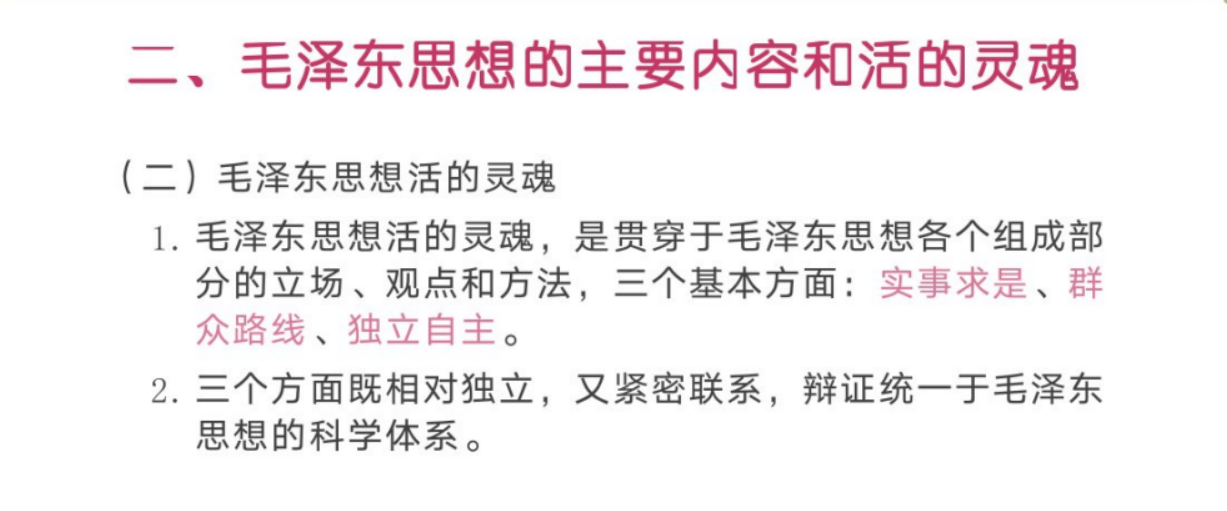 二、毛泽东思想的主要内容和活的灵魂
（二）毛泽东思想活的灵魂
1. 毛泽东思想活的灵魂，是贯穿于毛泽东思想各个组成部
分的立场、观点和方法，三个基本方面：实事求是、群
众路线、独立自主。
2. 三个方面既相对独立，又紧密联系，辩证统一于毛泽东
思想的科学体系。